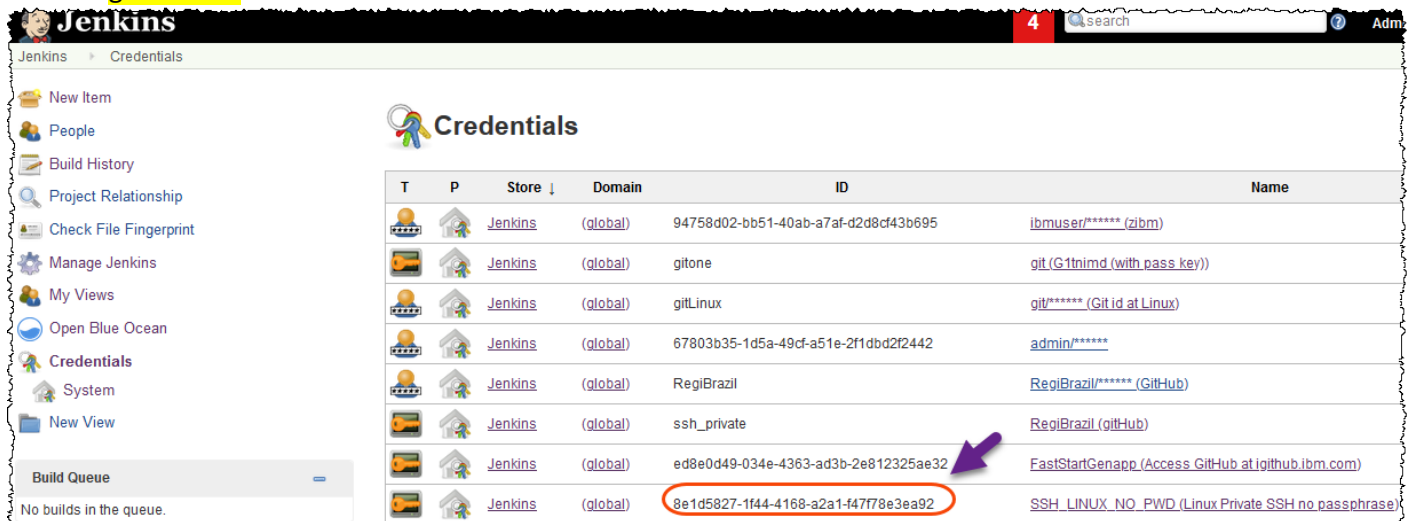 Jenkins
4
search
Jenkins Credentials
New Item
People
Build History
Project Relationship
Check File Fingerprint
Manage Jenkins
My Views
Open Blue Ocean
Credentials
System
New View
Build Queue
No builds in the queue.
Credentials
T P Store ↓ Domain ID Name
Jenkins (global) 94758d02-bb51-40ab-a7af-d2d8cf43b695 ibmuser/****** (zibm)
Jenkins (global) gitone git (G1tnimd (with pass key))
Jenkins (global) gitLinux git/****** (Git id at Linux)
Jenkins (global) 67803b35-1d5a-49cf-a51e-2f1dbd2f2442 admin/******
Jenkins (global) RegiBrazil RegiBrazil/****** (GitHub)
Jenkins (global) ssh_private RegiBrazil (gitHub)
Jenkins (global) ed8e0d49-034e-4363-ad3b-2e812325ae32 FastStartGenapp (Access GitHub at igithub.ibm.com)
Jenkins (global) 8e1d5827-1f44-4168-a2a1-f47f78e3ea92 SSH_LINUX_NO_PWD (Linux Private SSH no passphrase)